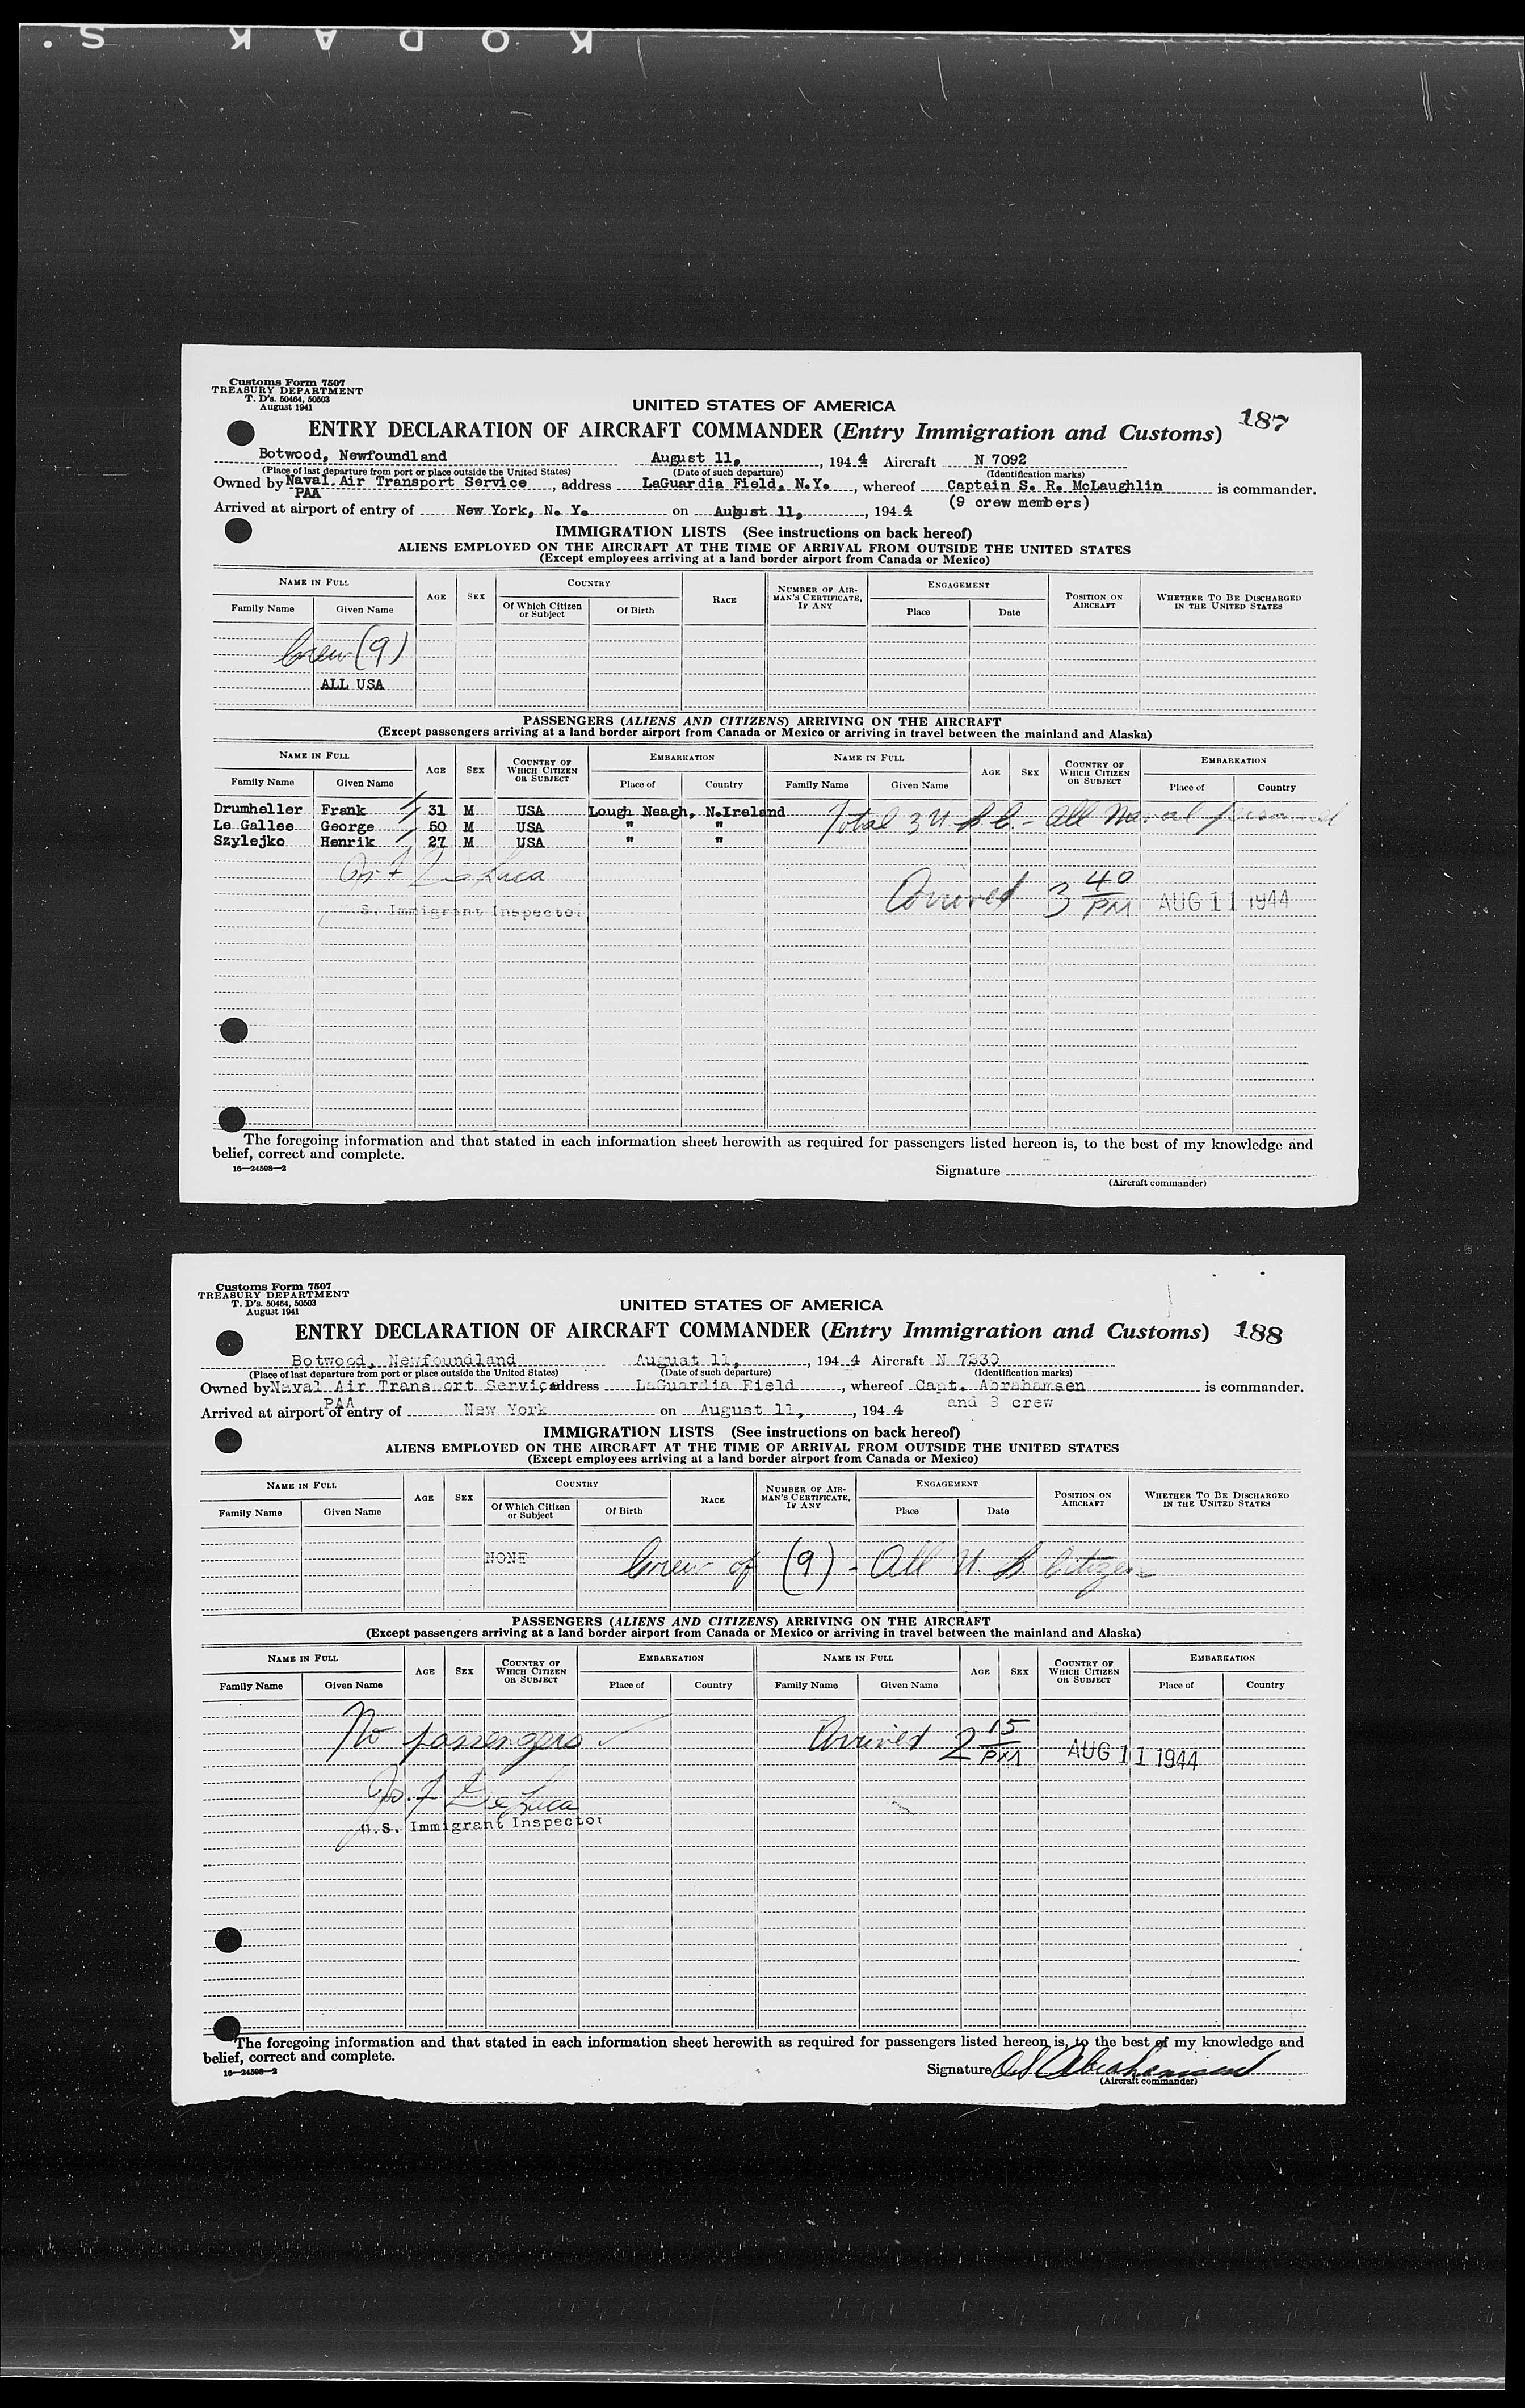 KODAK S.
Customs Form 7507
TREASURY DEPARTMENT
T. D's. 50464, 50503
August 1941
UNITED STATES OF AMERICA
187
ENTRY DECLARATION OF AIRCRAFT COMMANDER (Entry Immigration and Customs)
Botwood, Newfoundland August 11, , 194 4 Aircraft N 7092
(Place of last departure from port or place outside the United States) (Date of such departure) (Identification marks)
Owned by Naval Air Transport Service , address LaGuardia Field, N.Y. , whereof Captain S. R. McLaughlin is commander.
PAA (9 crew members)
Arrived at airport of entry of New York, N. Y. on August 11, , 194 4
IMMIGRATION LISTS (See instructions on back hereof)
ALIENS EMPLOYED ON THE AIRCRAFT AT THE TIME OF ARRIVAL FROM OUTSIDE THE UNITED STATES
(Except employees arriving at a land border airport from Canada or Mexico)
NAME IN FULL AGE SEX COUNTRY RACE NUMBER OF AIRMAN'S CERTIFICATE, IF ANY ENGAGEMENT POSITION ON AIRCRAFT WHETHER TO BE DISCHARGED IN THE UNITED STATES
Family Name Given Name Of Which Citizen or Subject Of Birth Place Date
Crew (9)
ALL USA
PASSENGERS (ALIENS AND CITIZENS) ARRIVING ON THE AIRCRAFT
(Except passengers arriving at a land border airport from Canada or Mexico or arriving in travel between the mainland and Alaska)
NAME IN FULL AGE SEX COUNTRY OF WHICH CITIZEN OR SUBJECT EMBARKATION NAME IN FULL AGE SEX COUNTRY OF WHICH CITIZEN OR SUBJECT EMBARKATION
Family Name Given Name Place of Country Family Name Given Name Place of Country
Drumheller Frank 31 M USA Lough Neagh, N.Ireland Total 3 U.S.C. - All Naval personnel
Le Gallee George 50 M USA " "
Szylejko Henrik 27 M USA " "
De Luca
U.S. Immigrant Inspector
Arrived 3 40 PM AUG 11 1944
The foregoing information and that stated in each information sheet herewith as required for passengers listed hereon is, to the best of my knowledge and
belief, correct and complete.
16—24598—2
Signature
(Aircraft commander)
Customs Form 7507
TREASURY DEPARTMENT
T. D's. 50464, 50503
August 1941
UNITED STATES OF AMERICA
ENTRY DECLARATION OF AIRCRAFT COMMANDER (Entry Immigration and Customs) 188
Botwood, Newfoundland August 11, , 194 4 Aircraft N
(Place of last departure from port or place outside the United States) (Date of such departure) (Identification marks)
Owned by Naval Air Transport Service address LaGuardia Field , whereof Capt. Abrahamsen is commander.
PAA and 8 crew
Arrived at airport of entry of New York on August 11, , 194 4
IMMIGRATION LISTS (See instructions on back hereof)
ALIENS EMPLOYED ON THE AIRCRAFT AT THE TIME OF ARRIVAL FROM OUTSIDE THE UNITED STATES
(Except employees arriving at a land border airport from Canada or Mexico)
NAME IN FULL AGE SEX COUNTRY RACE NUMBER OF AIRMAN'S CERTIFICATE, IF ANY ENGAGEMENT POSITION ON AIRCRAFT WHETHER TO BE DISCHARGED IN THE UNITED STATES
Family Name Given Name Of Which Citizen or Subject Of Birth Place Date
NONE Crew of (9) - All U.S. Citizen
PASSENGERS (ALIENS AND CITIZENS) ARRIVING ON THE AIRCRAFT
(Except passengers arriving at a land border airport from Canada or Mexico or arriving in travel between the mainland and Alaska)
NAME IN FULL AGE SEX COUNTRY OF WHICH CITIZEN OR SUBJECT EMBARKATION NAME IN FULL AGE SEX COUNTRY OF WHICH CITIZEN OR SUBJECT EMBARKATION
Family Name Given Name Place of Country Family Name Given Name Place of Country
No passengers Arrived 2 15 PM AUG 11 1944
De Luca
U.S. Immigrant Inspector
The foregoing information and that stated in each information sheet herewith as required for passengers listed hereon is, to the best of my knowledge and
belief, correct and complete.
16—24598—2
Signature Abrahamsen
(Aircraft commander)